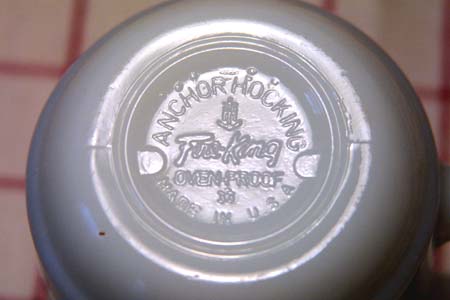 ANCHOR HOCKING
Fire-King
OVEN-PROOF
MADE IN U.S.A